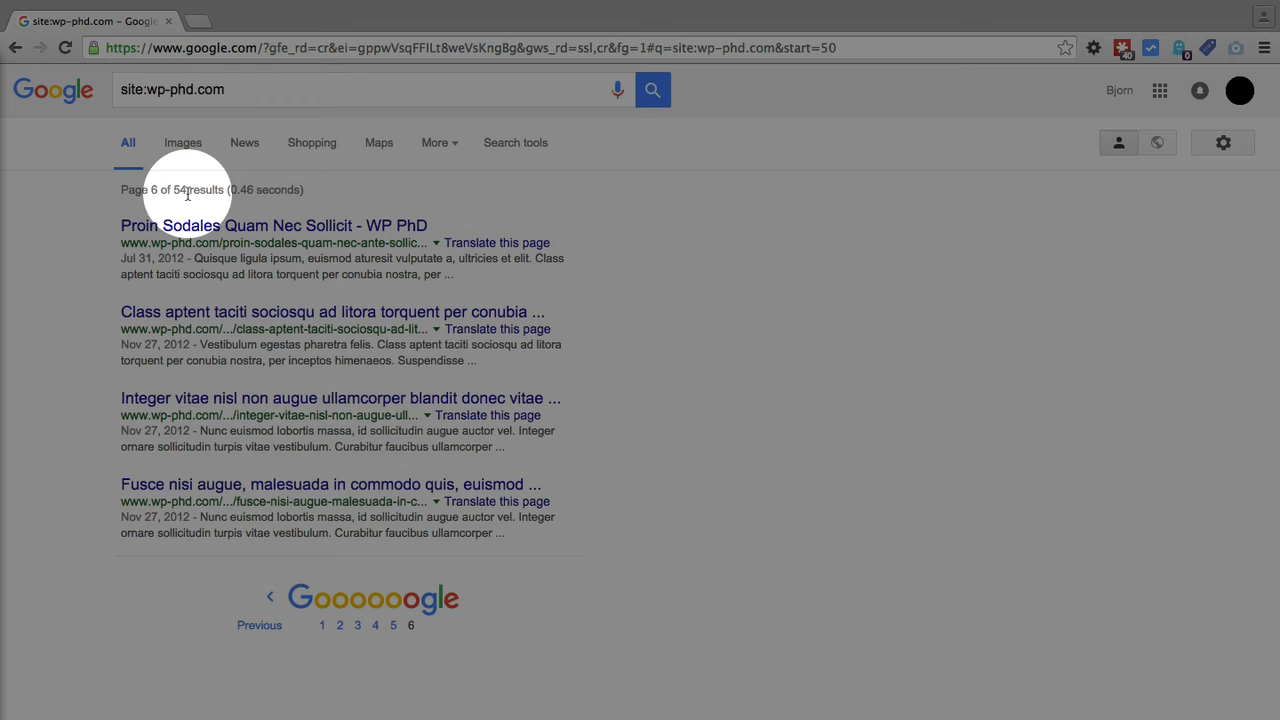 site:wp-phd.com - Google
https://www.google.com/?gfe_rd=cr&ei=gppwVsqFFILt8weVsKng8g&gws_rd=ssl,cr&fg=1#q=site:wp-phd.com&start=50
40
0
Google
site:wp-phd.com
Bjorn
All Images News Shopping Maps More Search tools
Page 6 of 54 results (0.46 seconds)
Proin Sodales Quam Nec Sollicit - WP PhD
www.wp-phd.com/proin-sodales-quam-nec-ante-sollic... Translate this page
Jul 31, 2012 - Quisque ligula ipsum, euismod aturesit vulputate a, ultricies et elit. Class
aptent taciti sociosqu ad litora torquent per conubia nostra, per ...
Class aptent taciti sociosqu ad litora torquent per conubia ...
www.wp-phd.com/.../class-aptent-taciti-sociosqu-ad-lit... Translate this page
Nov 27, 2012 - Vestibulum egestas pharetra felis. Class aptent taciti sociosqu ad litora
torquent per conubia nostra, per inceptos himenaeos. Suspendisse ...
Integer vitae nisl non augue ullamcorper blandit donec vitae ...
www.wp-phd.com/.../integer-vitae-nisl-non-augue-ull... Translate this page
Nov 27, 2012 - Nunc euismod lobortis massa, id sollicitudin augue auctor vel. Integer
ornare sollicitudin turpis vitae vestibulum. Curabitur faucibus ullamcorper ...
Fusce nisi augue, malesuada in commodo quis, euismod ...
www.wp-phd.com/.../fusce-nisi-augue-malesuada-in-c... Translate this page
Nov 27, 2012 - Nunc euismod lobortis massa, id sollicitudin augue auctor vel. Integer
ornare sollicitudin turpis vitae vestibulum. Curabitur faucibus ullamcorper ...
Goooooogle
Previous 1 2 3 4 5 6